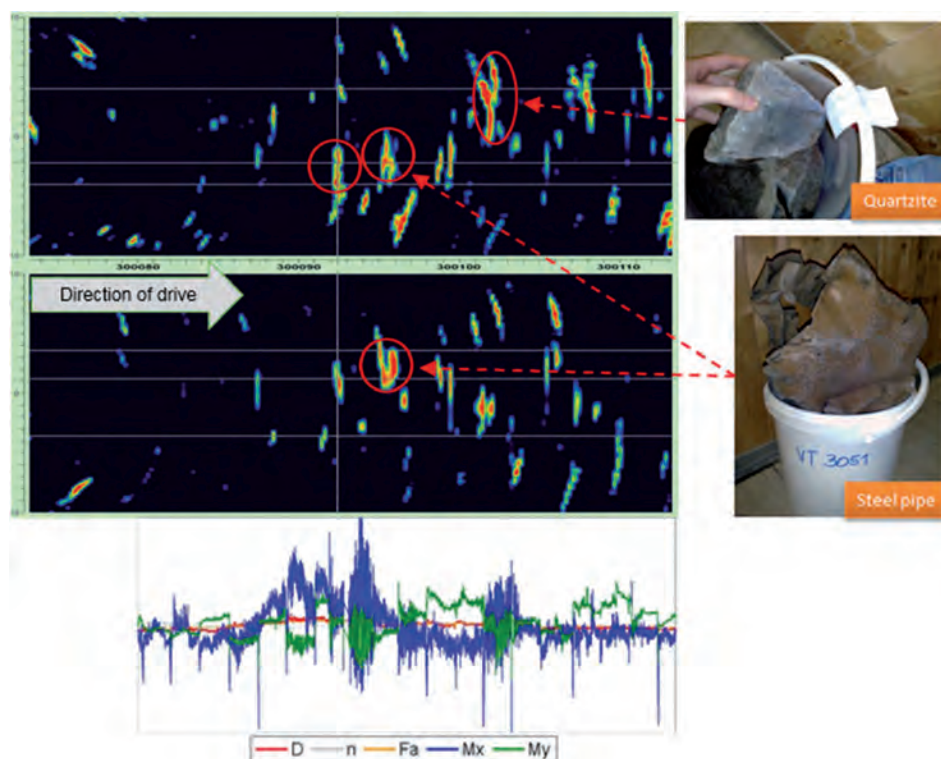 Quartzite
300080 300090 300100 300110
Direction of drive
VT 3051
Steel pipe
D n Fa Mx My